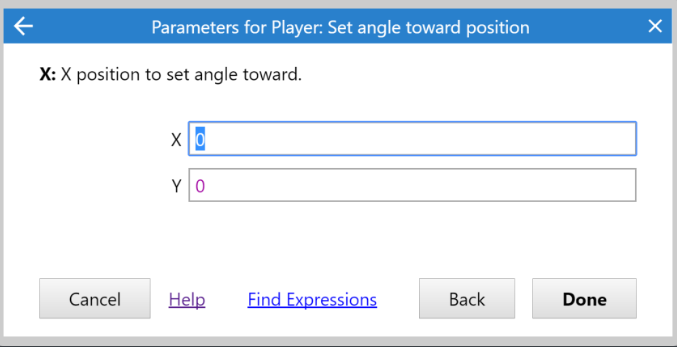 Parameters for Player: Set angle toward position
X: X position to set angle toward.
X 0
Y 0
Cancel Help Find Expressions Back Done